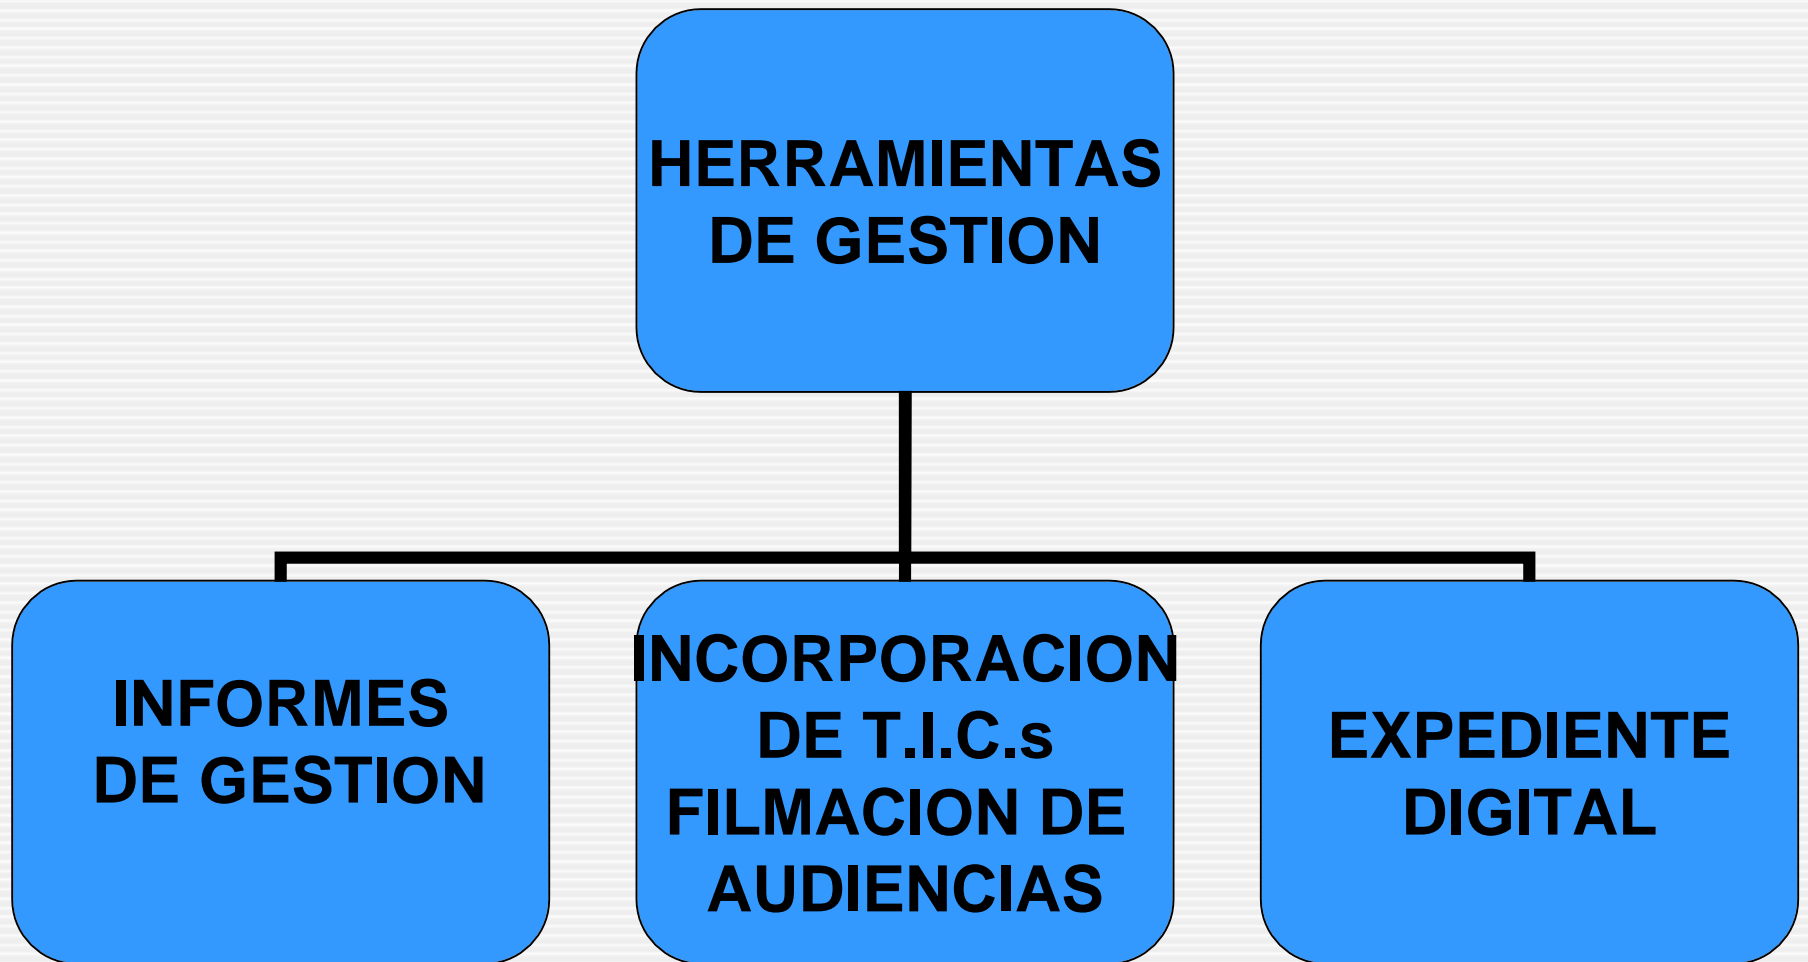 HERRAMIENTAS
DE GESTION
INFORMES
DE GESTION
INCORPORACION
DE T.I.C.s
FILMACION DE
AUDIENCIAS
EXPEDIENTE
DIGITAL